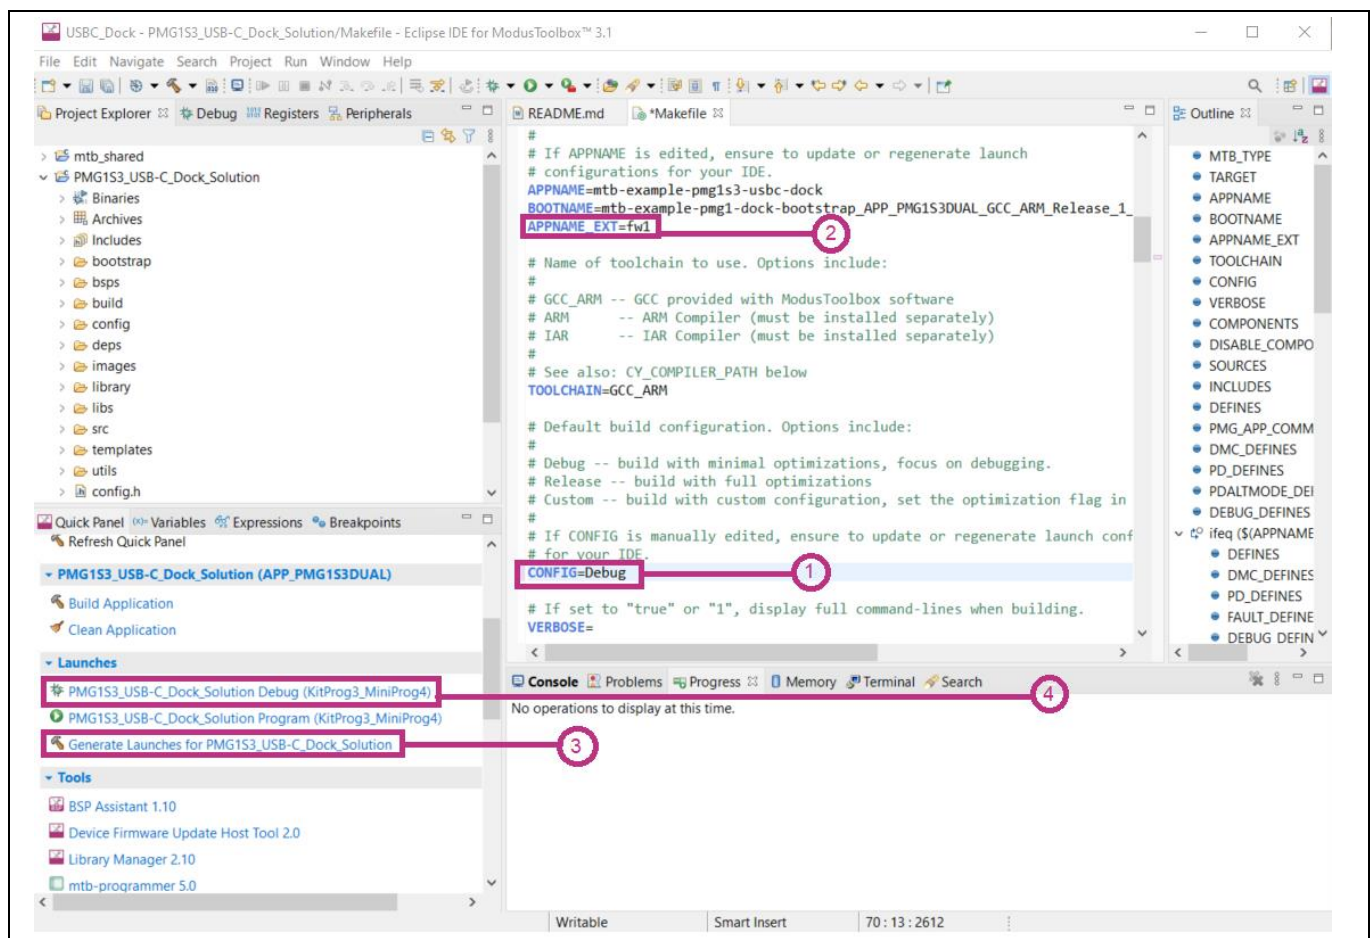 USBC_Dock - PMG1S3_USB-C_Dock_Solution/Makefile - Eclipse IDE for ModusToolbox™ 3.1
File Edit Navigate Search Project Run Window Help
Project Explorer Debug Registers Peripherals
mtb_shared
PMG1S3_USB-C_Dock_Solution
Binaries
Archives
Includes
bootstrap
bsps
build
config
deps
images
library
libs
src
templates
utils
config.h
Quick Panel Variables Expressions Breakpoints
Refresh Quick Panel
PMG1S3_USB-C_Dock_Solution (APP_PMG1S3DUAL)
Build Application
Clean Application
Launches
PMG1S3_USB-C_Dock_Solution Debug (KitProg3_MiniProg4)
PMG1S3_USB-C_Dock_Solution Program (KitProg3_MiniProg4)
Generate Launches for PMG1S3_USB-C_Dock_Solution
Tools
BSP Assistant 1.10
Device Firmware Update Host Tool 2.0
Library Manager 2.10
mtb-programmer 5.0
README.md *Makefile
#
# If APPNAME is edited, ensure to update or regenerate launch
# configurations for your IDE.
APPNAME=mtb-example-pmg1s3-usbc-dock
BOOTNAME=mtb-example-pmg1-dock-bootstrap_APP_PMG1S3DUAL_GCC_ARM_Release_1_
APPNAME_EXT=fw1
2
# Name of toolchain to use. Options include:
#
# GCC_ARM -- GCC provided with ModusToolbox software
# ARM -- ARM Compiler (must be installed separately)
# IAR -- IAR Compiler (must be installed separately)
#
# See also: CY_COMPILER_PATH below
TOOLCHAIN=GCC_ARM
# Default build configuration. Options include:
#
# Debug -- build with minimal optimizations, focus on debugging.
# Release -- build with full optimizations
# Custom -- build with custom configuration, set the optimization flag in
#
# If CONFIG is manually edited, ensure to update or regenerate launch conf
# for your IDE.
CONFIG=Debug
1
# If set to "true" or "1", display full command-lines when building.
VERBOSE=
Console Problems Progress Memory Terminal Search
4
No operations to display at this time.
3
Outline
MTB_TYPE
TARGET
APPNAME
BOOTNAME
APPNAME_EXT
TOOLCHAIN
CONFIG
VERBOSE
COMPONENTS
DISABLE_COMPO
SOURCES
INCLUDES
DEFINES
PMG_APP_COMM
DMC_DEFINES
PD_DEFINES
PDALTMODE_DEI
DEBUG_DEFINES
ifeq ($(APPNAME
DEFINES
DMC_DEFINES
PD_DEFINES
FAULT_DEFINE
DEBUG DEFIN
Writable Smart Insert 70 : 13 : 2612